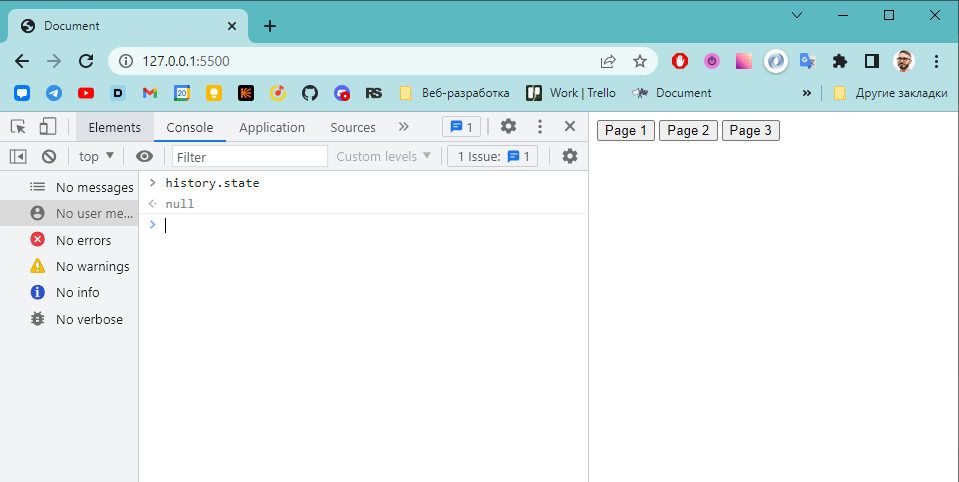 Document
127.0.0.1:5500
20 D RS Веб-разработка Work | Trello Document » Другие закладки
Elements Console Application Sources » 1
top Filter Custom levels 1 Issue: 1
Page 1 Page 2 Page 3
No messages
No user me...
No errors
No warnings
No info
No verbose
> history.state
<· null
>